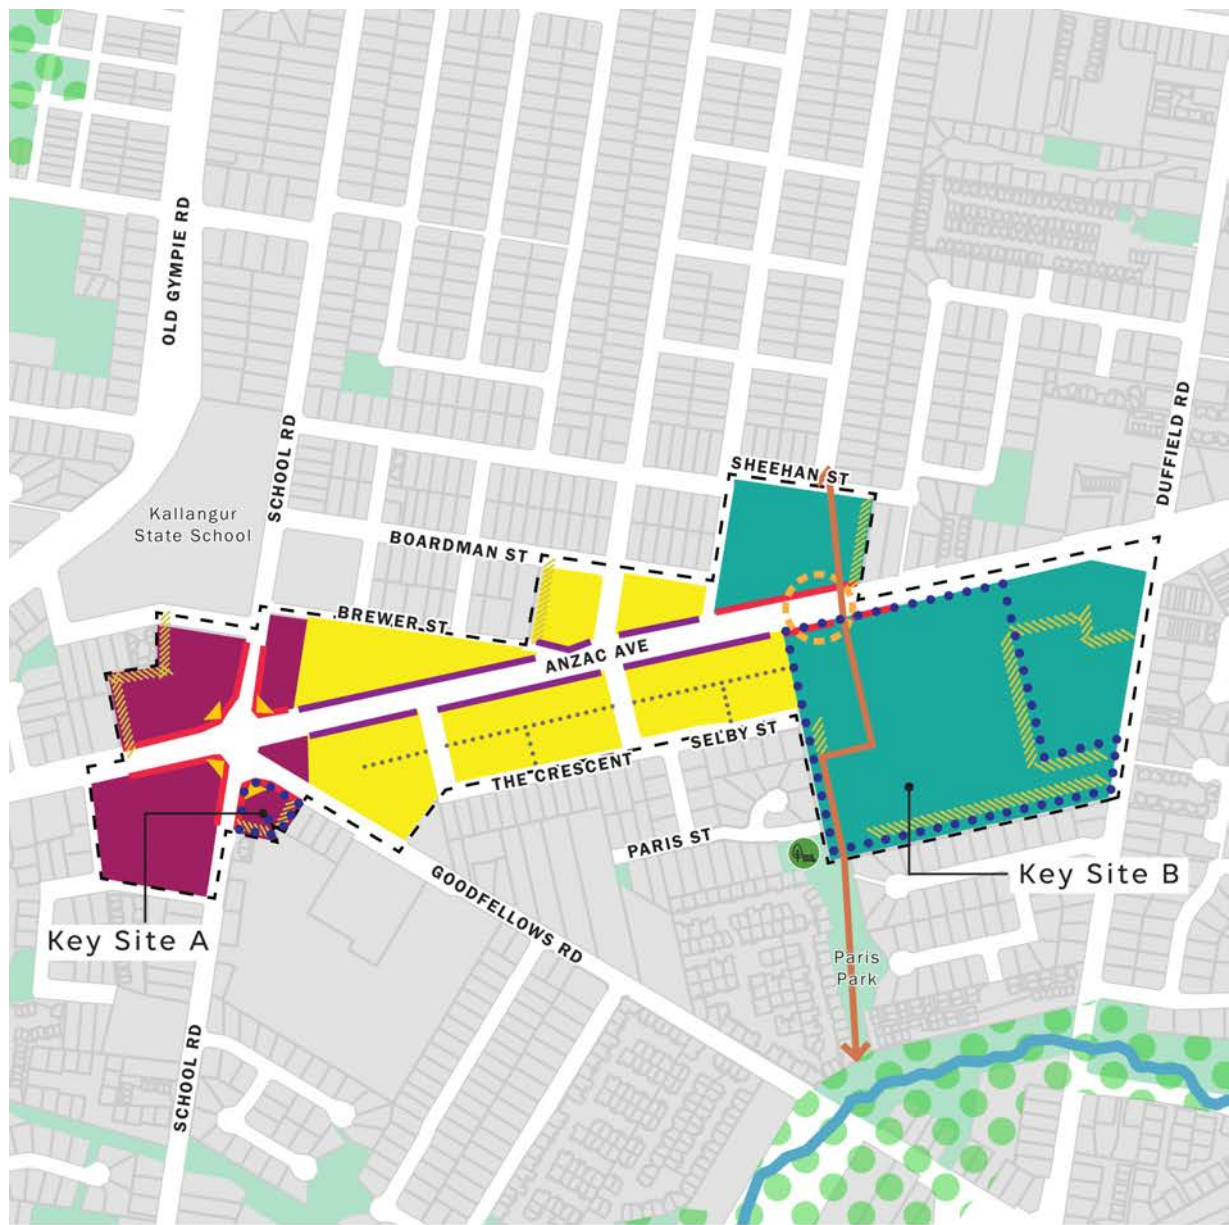 OLD GYMPIE RD
SCHOOL RD
DUFFIELD RD
SHEEHAN ST
Kallangur
State School
BOARDMAN ST
BREWER ST
ANZAC AVE
SELBY ST
THE CRESCENT
PARIS ST
Key Site B
GOODFELLOWS RD
Key Site A
Paris
Park
SCHOOL RD